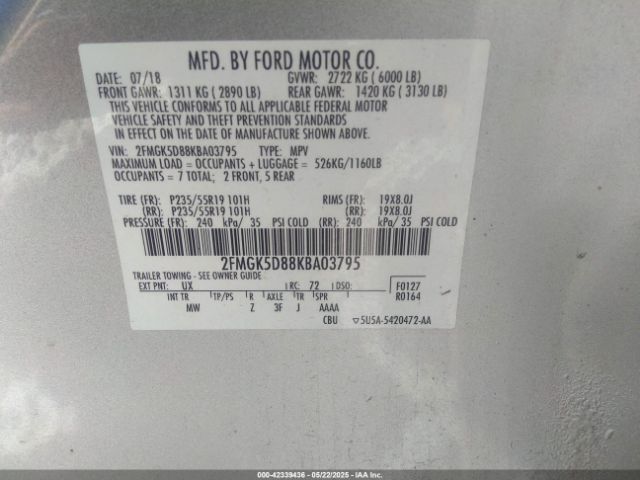 MFD. BY FORD MOTOR CO.
DATE: 07/18 GVWR: 2722 KG ( 6000 LB)
FRONT GAWR: 1311 KG ( 2890 LB) REAR GAWR: 1420 KG ( 3130 LB)
THIS VEHICLE CONFORMS TO ALL APPLICABLE FEDERAL MOTOR
VEHICLE SAFETY AND THEFT PREVENTION STANDARDS
IN EFFECT ON THE DATE OF MANUFACTURE SHOWN ABOVE.
VIN: 2FMGK5D88KBA03795 TYPE: MPV
MAXIMUM LOAD = OCCUPANTS + LUGGAGE = 526KG/1160LB
OCCUPANTS = 7 TOTAL; 2 FRONT, 5 REAR
TIRE (FR): P235/55R19 101H RIMS (FR): 19X8.0J
(RR): P235/55R19 101H (RR): 19X8.0J
PRESSURE (FR): 240 kPa/ 35 PSI COLD (RR): 240 kPa/ 35 PSI COLD
2FMGK5D88KBA03795
TRAILER TOWING - SEE OWNER GUIDE
EXT PNT: UX RC: 72 DSO: F0127
INT TR TP/PS R AXLE TR SPR R0164
MW Z 3F J AAAA
CBU 5U5A-5420472-AA
000-42339436 - 05/22/2025 - IAA Inc.